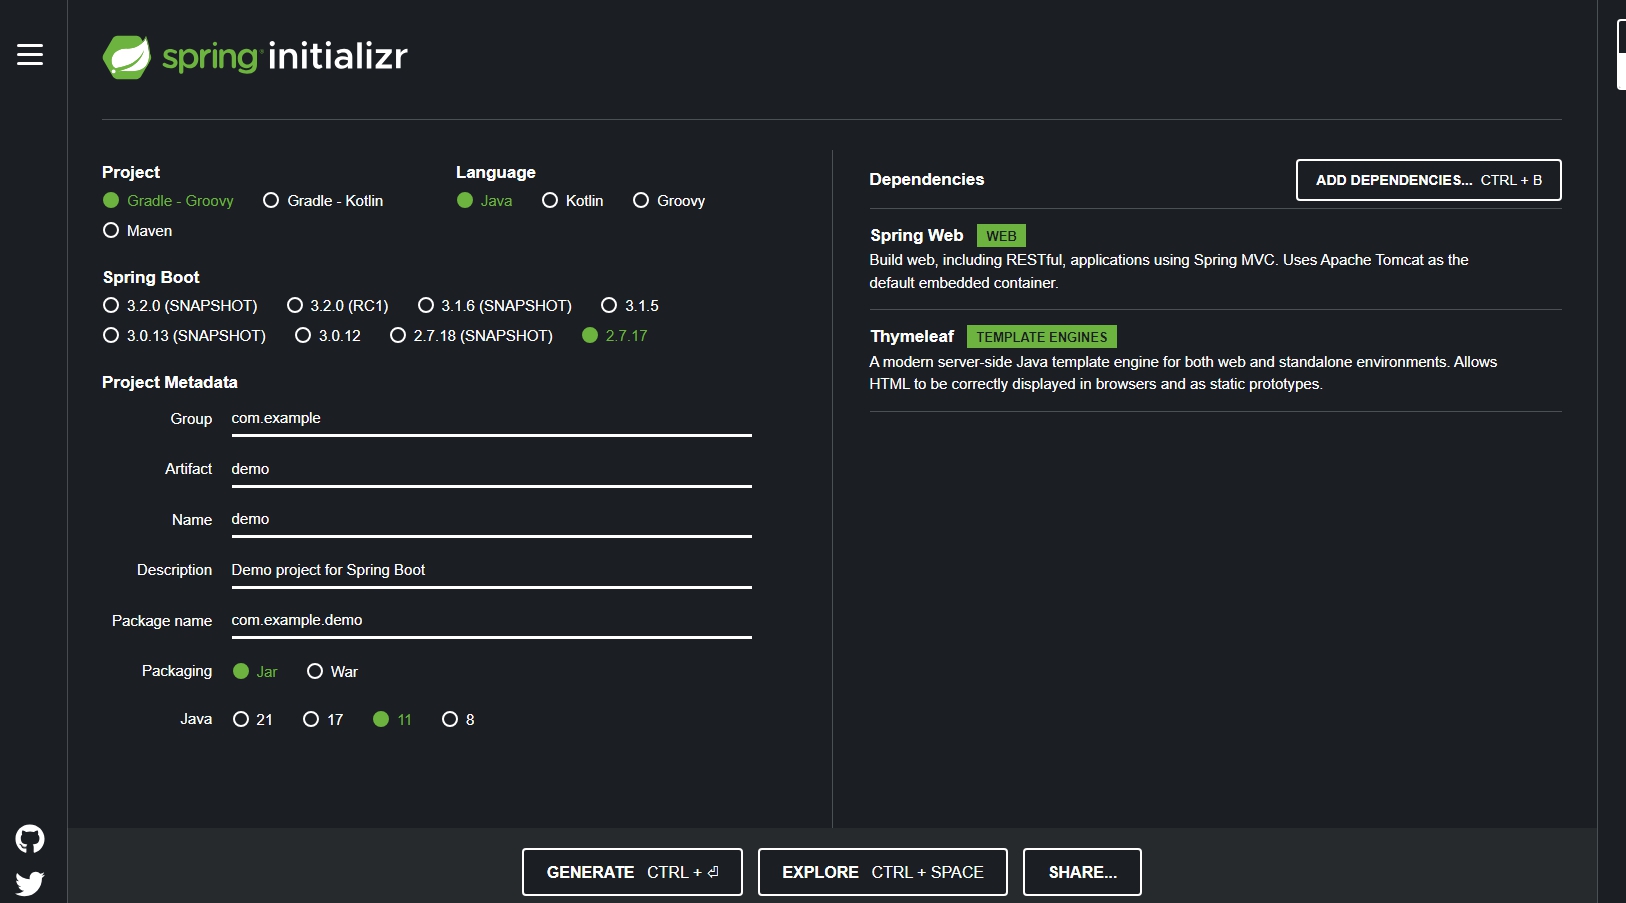 spring initializr
Project
Gradle - Groovy Gradle - Kotlin
Maven
Language
Java Kotlin Groovy
Spring Boot
3.2.0 (SNAPSHOT) 3.2.0 (RC1) 3.1.6 (SNAPSHOT) 3.1.5
3.0.13 (SNAPSHOT) 3.0.12 2.7.18 (SNAPSHOT) 2.7.17
Project Metadata
Group com.example
Artifact demo
Name demo
Description Demo project for Spring Boot
Package name com.example.demo
Packaging Jar War
Java 21 17 11 8
Dependencies
ADD DEPENDENCIES... CTRL + B
Spring Web WEB
Build web, including RESTful, applications using Spring MVC. Uses Apache Tomcat as the
default embedded container.
Thymeleaf TEMPLATE ENGINES
A modern server-side Java template engine for both web and standalone environments. Allows
HTML to be correctly displayed in browsers and as static prototypes.
GENERATE CTRL + ⏎
EXPLORE CTRL + SPACE
SHARE...